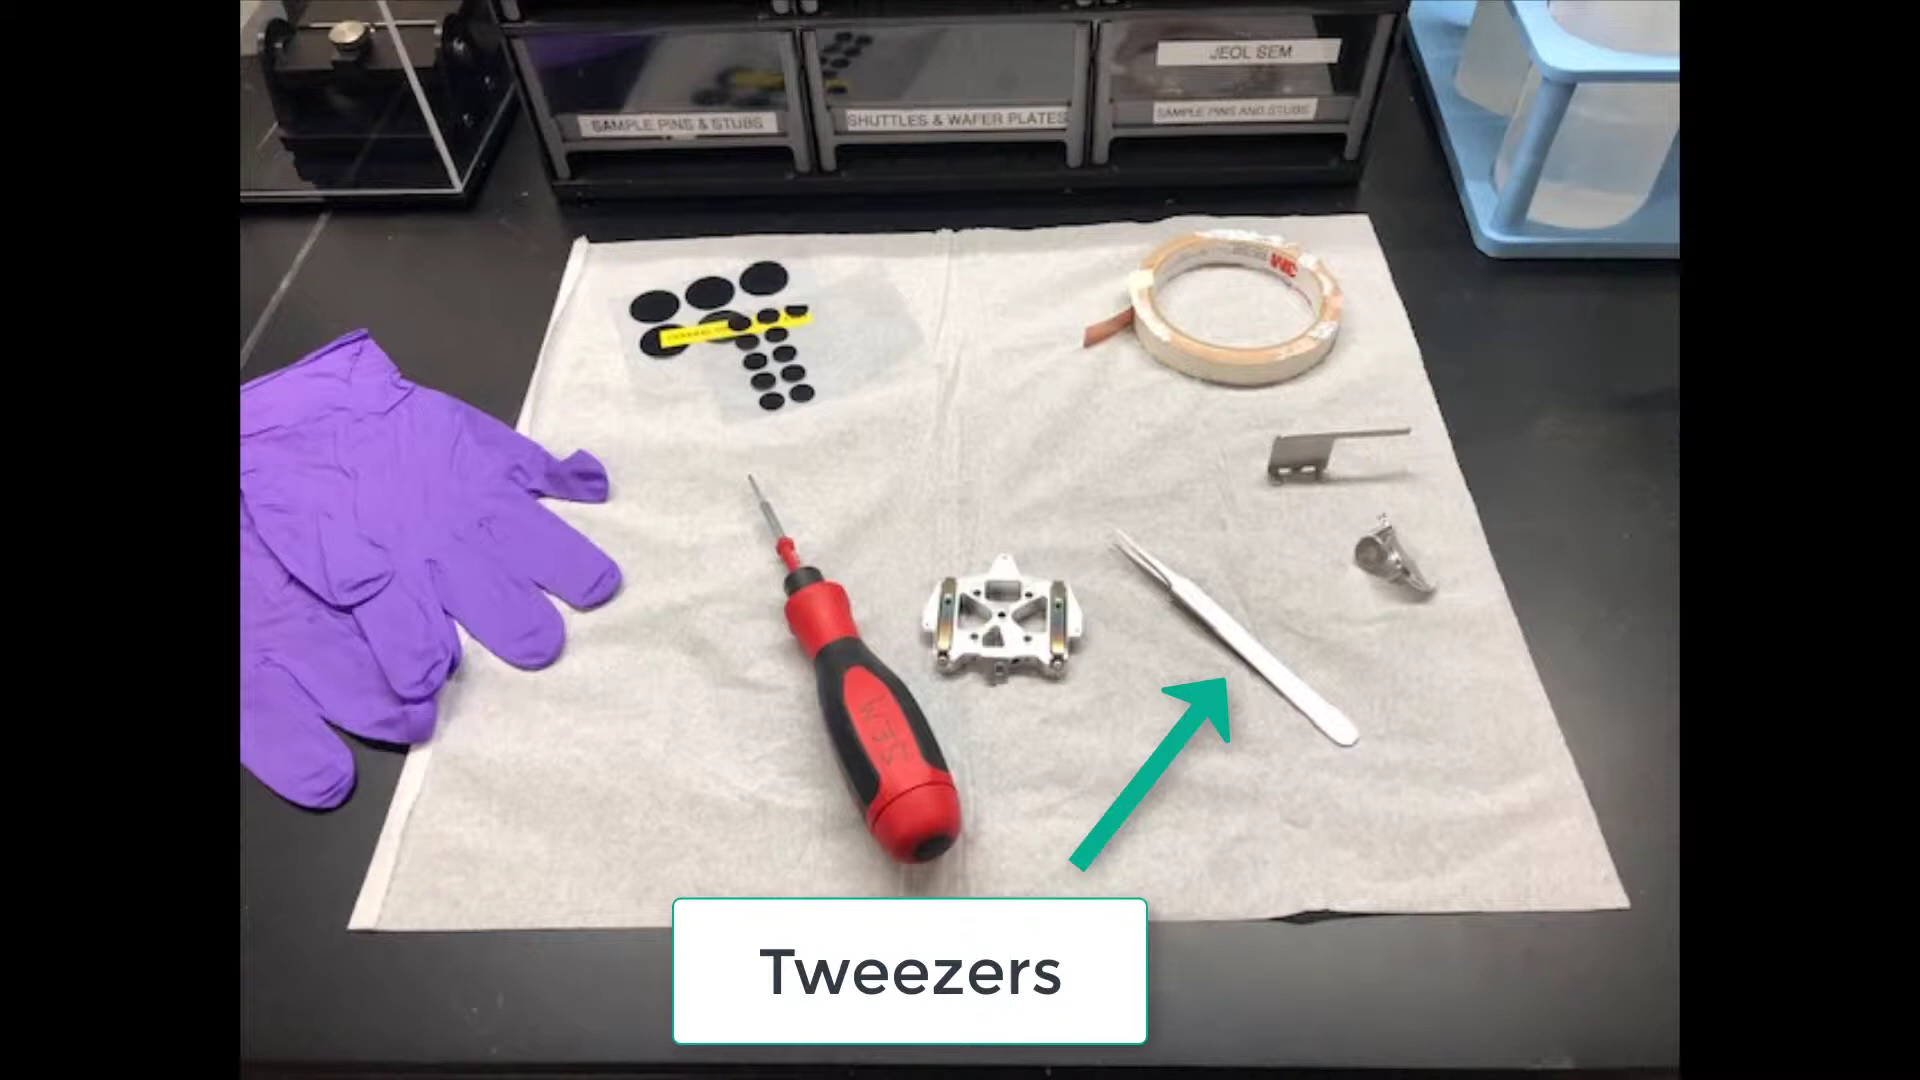 JEOL SEM
SAMPLE PINS & STUBS
SHUTTLES & WAFER PLATES
SAMPLE PINS AND STUBS
3M
SEM
Tweezers